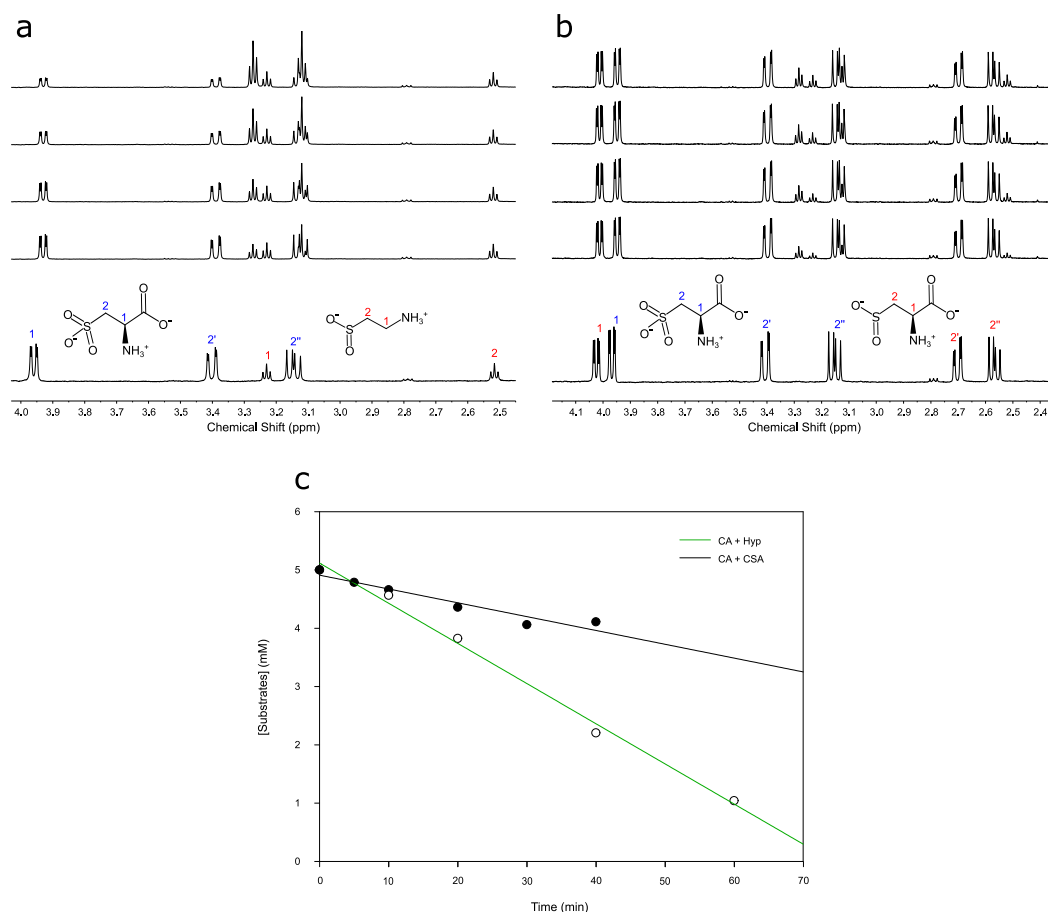 a
2
O
O
S
1
O-
O-
O
NH3+
2
NH3+
O-
S
1
O
1
2'
2"
1
2
4.0 3.9 3.8 3.7 3.6 3.5 3.4 3.3 3.2 3.1 3.0 2.9 2.8 2.7 2.6 2.5
Chemical Shift (ppm)
b
2
O
O
S
1
O-
O-
O
NH3+
2
O
O-
S
1
O-
O
NH3+
1
1
2'
2"
2'
2"
4.1 4.0 3.9 3.8 3.7 3.6 3.5 3.4 3.3 3.2 3.1 3.0 2.9 2.8 2.7 2.6 2.5 2.4
Chemical Shift (ppm)
c
6
5
4
3
2
1
0
[Substrates] (mM)
CA + Hyp
CA + CSA
0 10 20 30 40 50 60 70
Time (min)